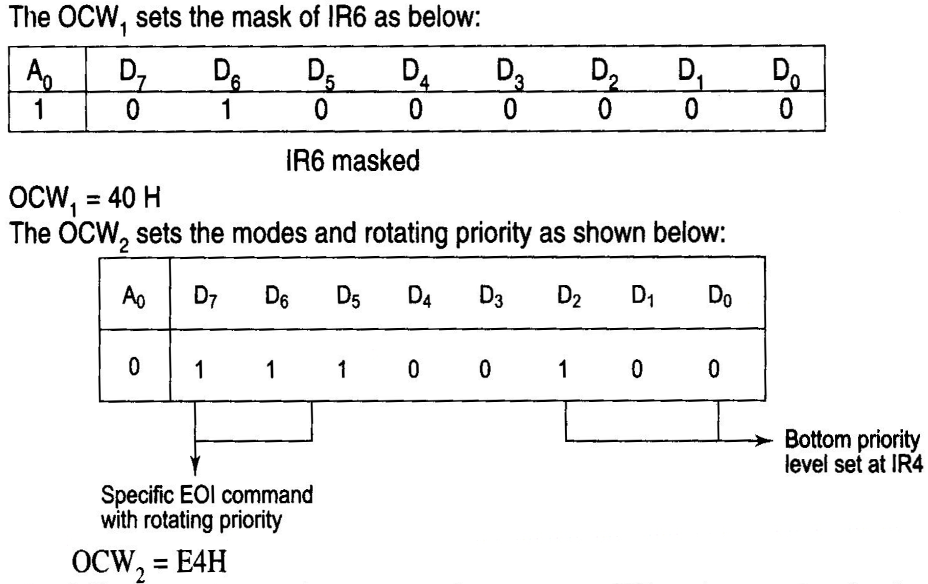 The OCW₁ sets the mask of IR6 as below:
A₀ D₇ D₆ D₅ D₄ D₃ D₂ D₁ D₀
1 0 1 0 0 0 0 0 0
IR6 masked
OCW₁ = 40 H
The OCW₂ sets the modes and rotating priority as shown below:
A₀ D₇ D₆ D₅ D₄ D₃ D₂ D₁ D₀
0 1 1 1 0 0 1 0 0
Bottom priority
level set at IR4
Specific EOI command
with rotating priority
OCW₂ = E4H